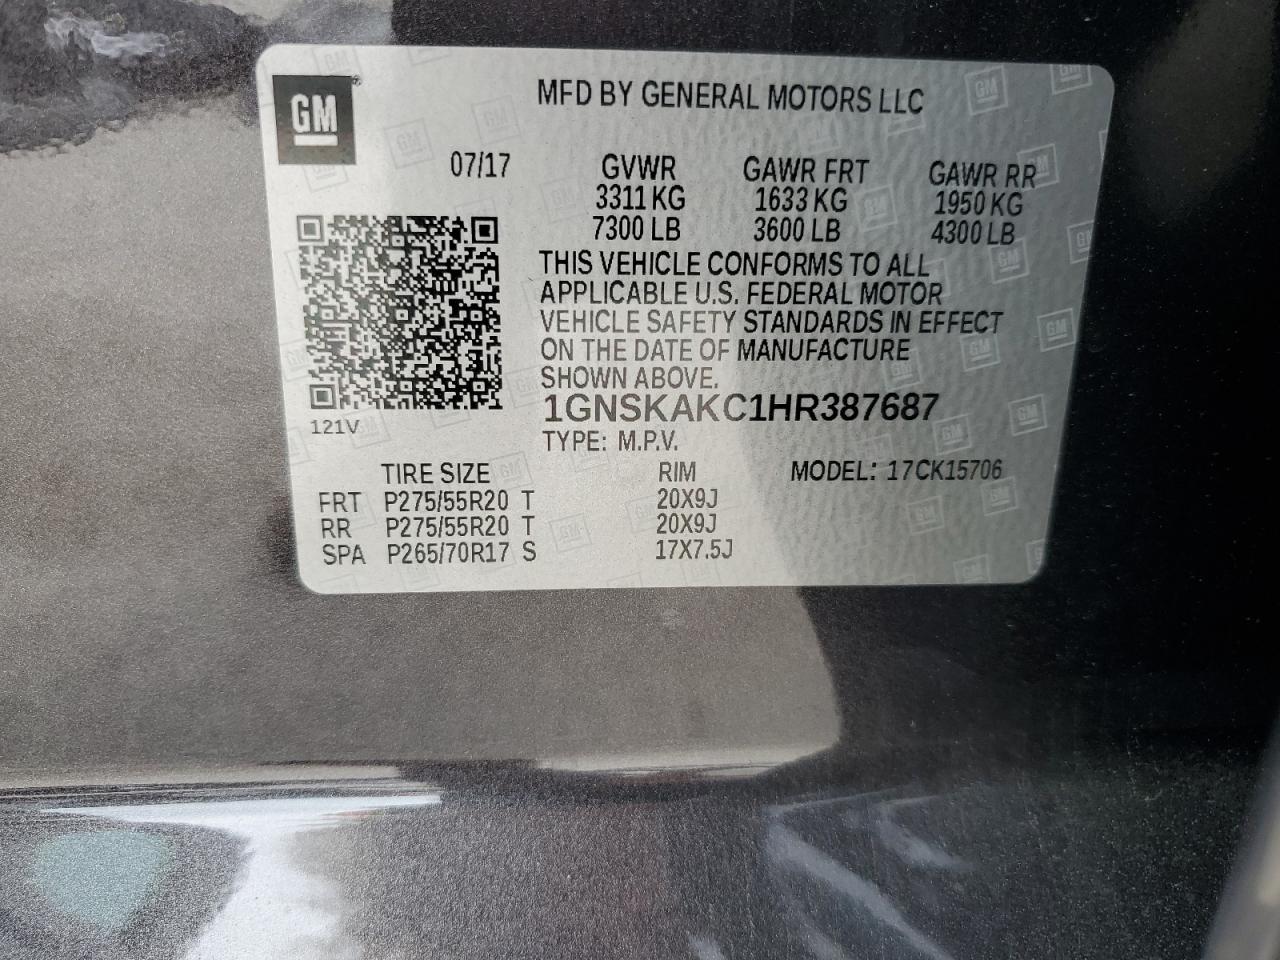 GM
MFD BY GENERAL MOTORS LLC
07/17 GVWR GAWR FRT GAWR RR
3311 KG 1633 KG 1950 KG
7300 LB 3600 LB 4300 LB
THIS VEHICLE CONFORMS TO ALL
APPLICABLE U.S. FEDERAL MOTOR
VEHICLE SAFETY STANDARDS IN EFFECT
ON THE DATE OF MANUFACTURE
SHOWN ABOVE.
1GNSKAKC1HR387687
121V
TYPE: M.P.V.
TIRE SIZE RIM MODEL: 17CK15706
FRT P275/55R20 T 20X9J
RR P275/55R20 T 20X9J
SPA P265/70R17 S 17X7.5J